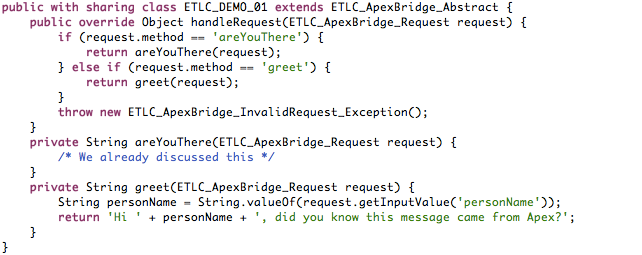 public with sharing class ETLC_DEMO_01 extends ETLC_ApexBridge_Abstract {
    public override Object handleRequest(ETLC_ApexBridge_Request request) {
        if (request.method == 'areYouThere') {
            return areYouThere(request);
        } else if (request.method == 'greet') {
            return greet(request);
        }
        throw new ETLC_ApexBridge_InvalidRequest_Exception();
    }
    private String areYouThere(ETLC_ApexBridge_Request request) {
        /* We already discussed this */
    }
    private String greet(ETLC_ApexBridge_Request request) {
        String personName = String.valueOf(request.getInputValue('personName'));
        return 'Hi ' + personName + ', did you know this message came from Apex?';
    }
}